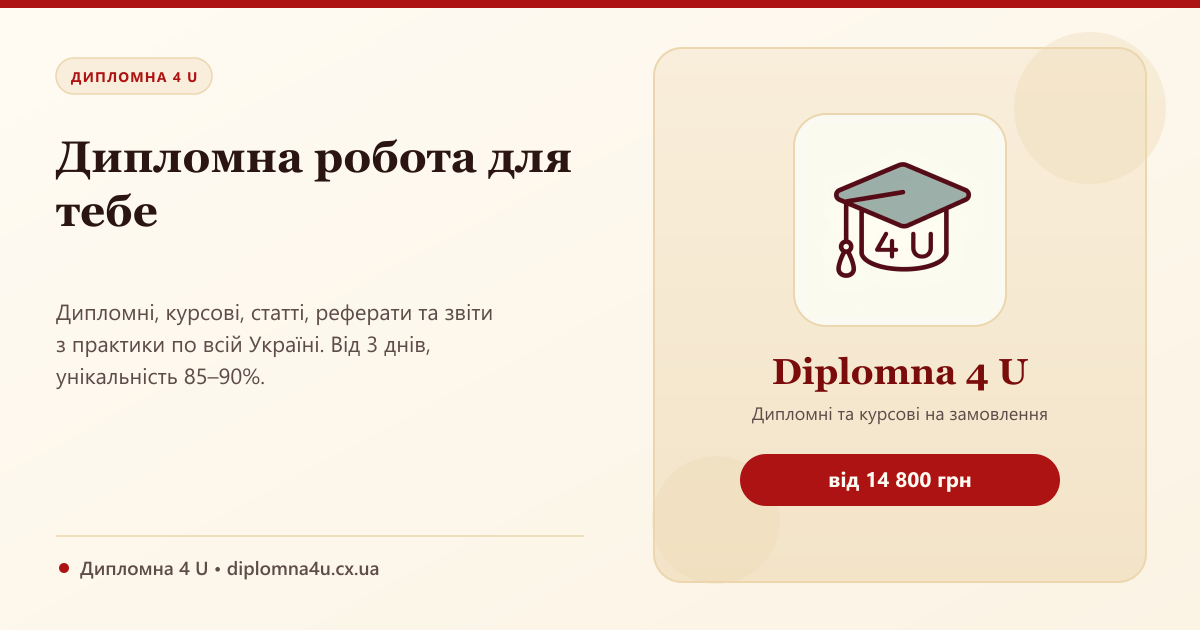 ДИПЛОМНА 4 U
Дипломна робота для
тебе
Дипломні, курсові, статті, реферати та звіти
з практики по всій Україні. Від 3 днів,
унікальність 85–90%.
Дипломна 4 U • diplomna4u.cx.ua
4 U
Diplomna 4 U
Дипломні та курсові на замовлення
від 14 800 грн